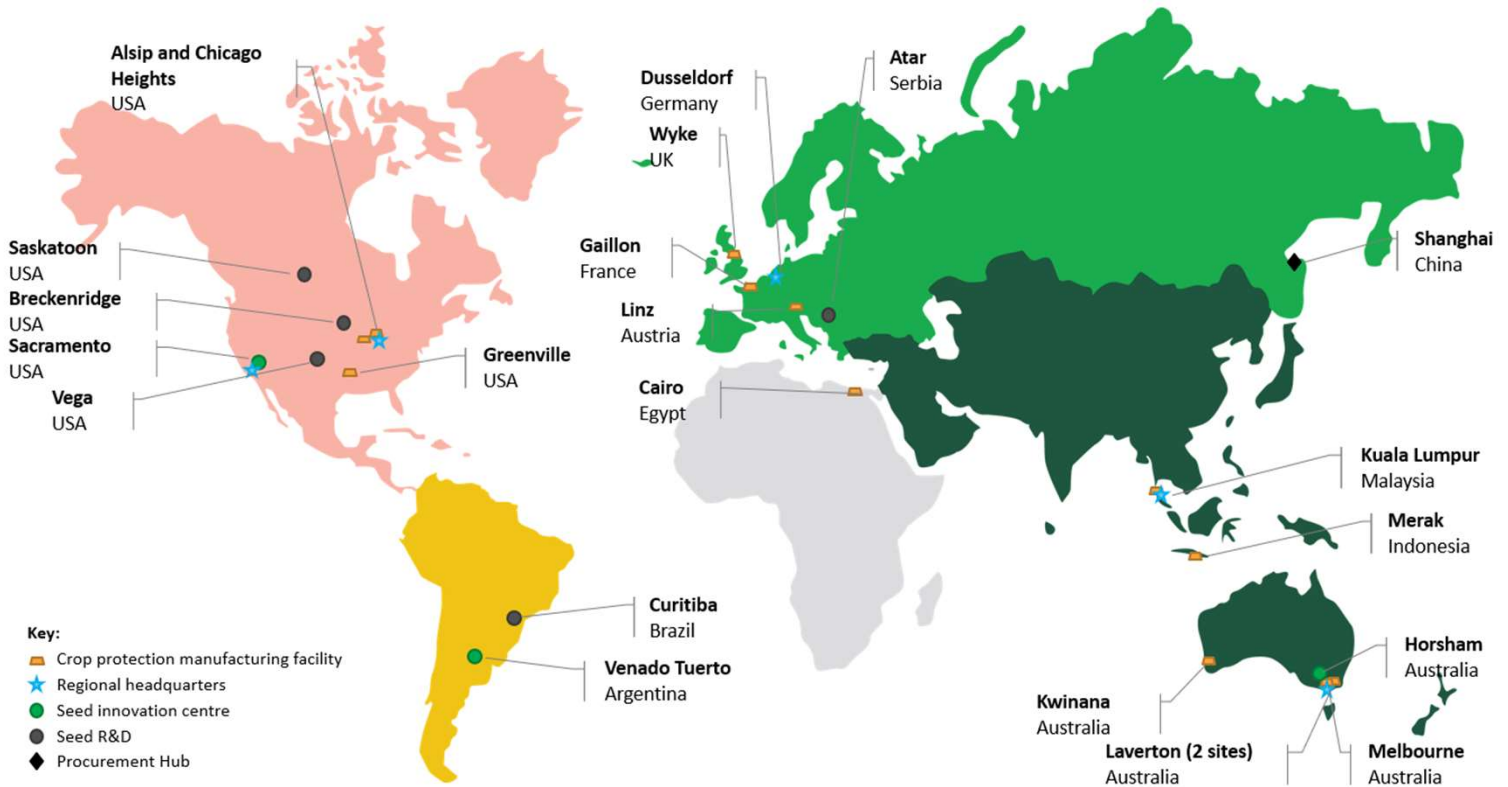 Alsip and Chicago
Heights
USA
Saskatoon
USA
Breckenridge
USA
Sacramento
USA
Vega
USA
Greenville
USA
Dusseldorf
Germany
Atar
Serbia
Wyke
UK
Gaillon
France
Linz
Austria
Cairo
Egypt
Shanghai
China
Kuala Lumpur
Malaysia
Merak
Indonesia
Curitiba
Brazil
Venado Tuerto
Argentina
Horsham
Australia
Kwinana
Australia
Laverton (2 sites)
Australia
Melbourne
Australia
Key:
Crop protection manufacturing facility
Regional headquarters
Seed innovation centre
Seed R&D
Procurement Hub